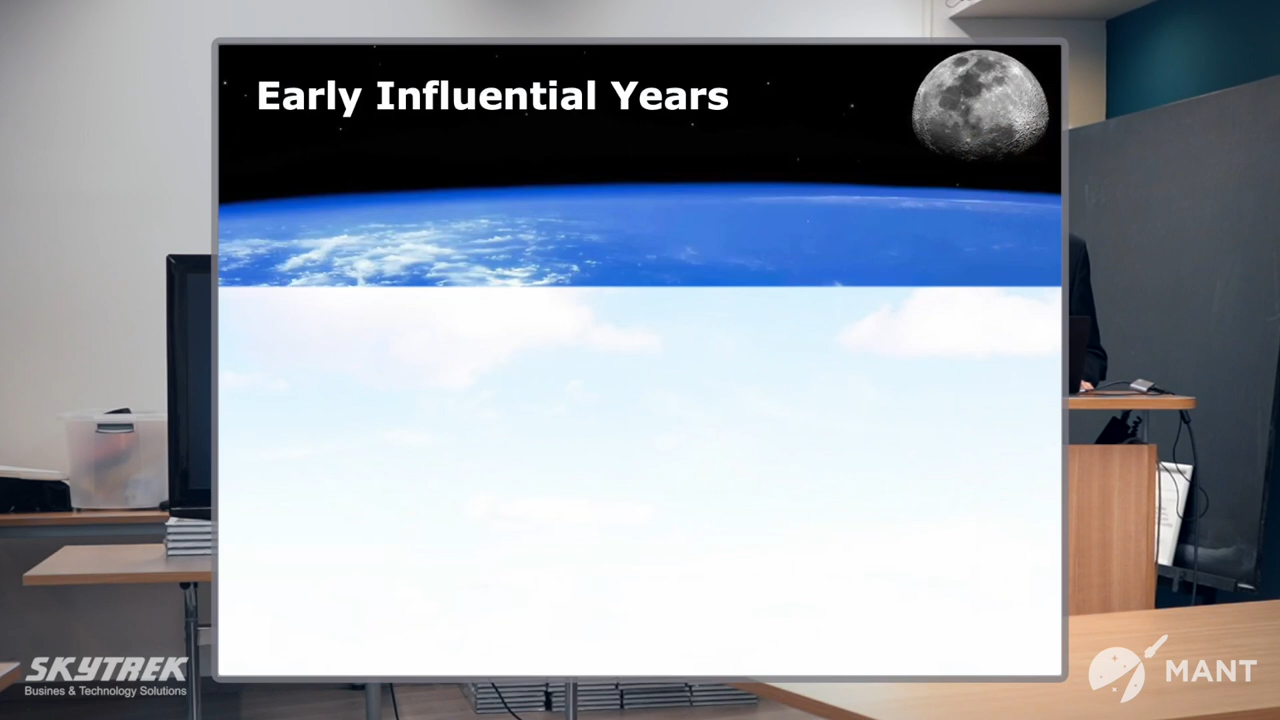 Early Influential Years
SKYTREK
Busines & Technology Solutions
MANT